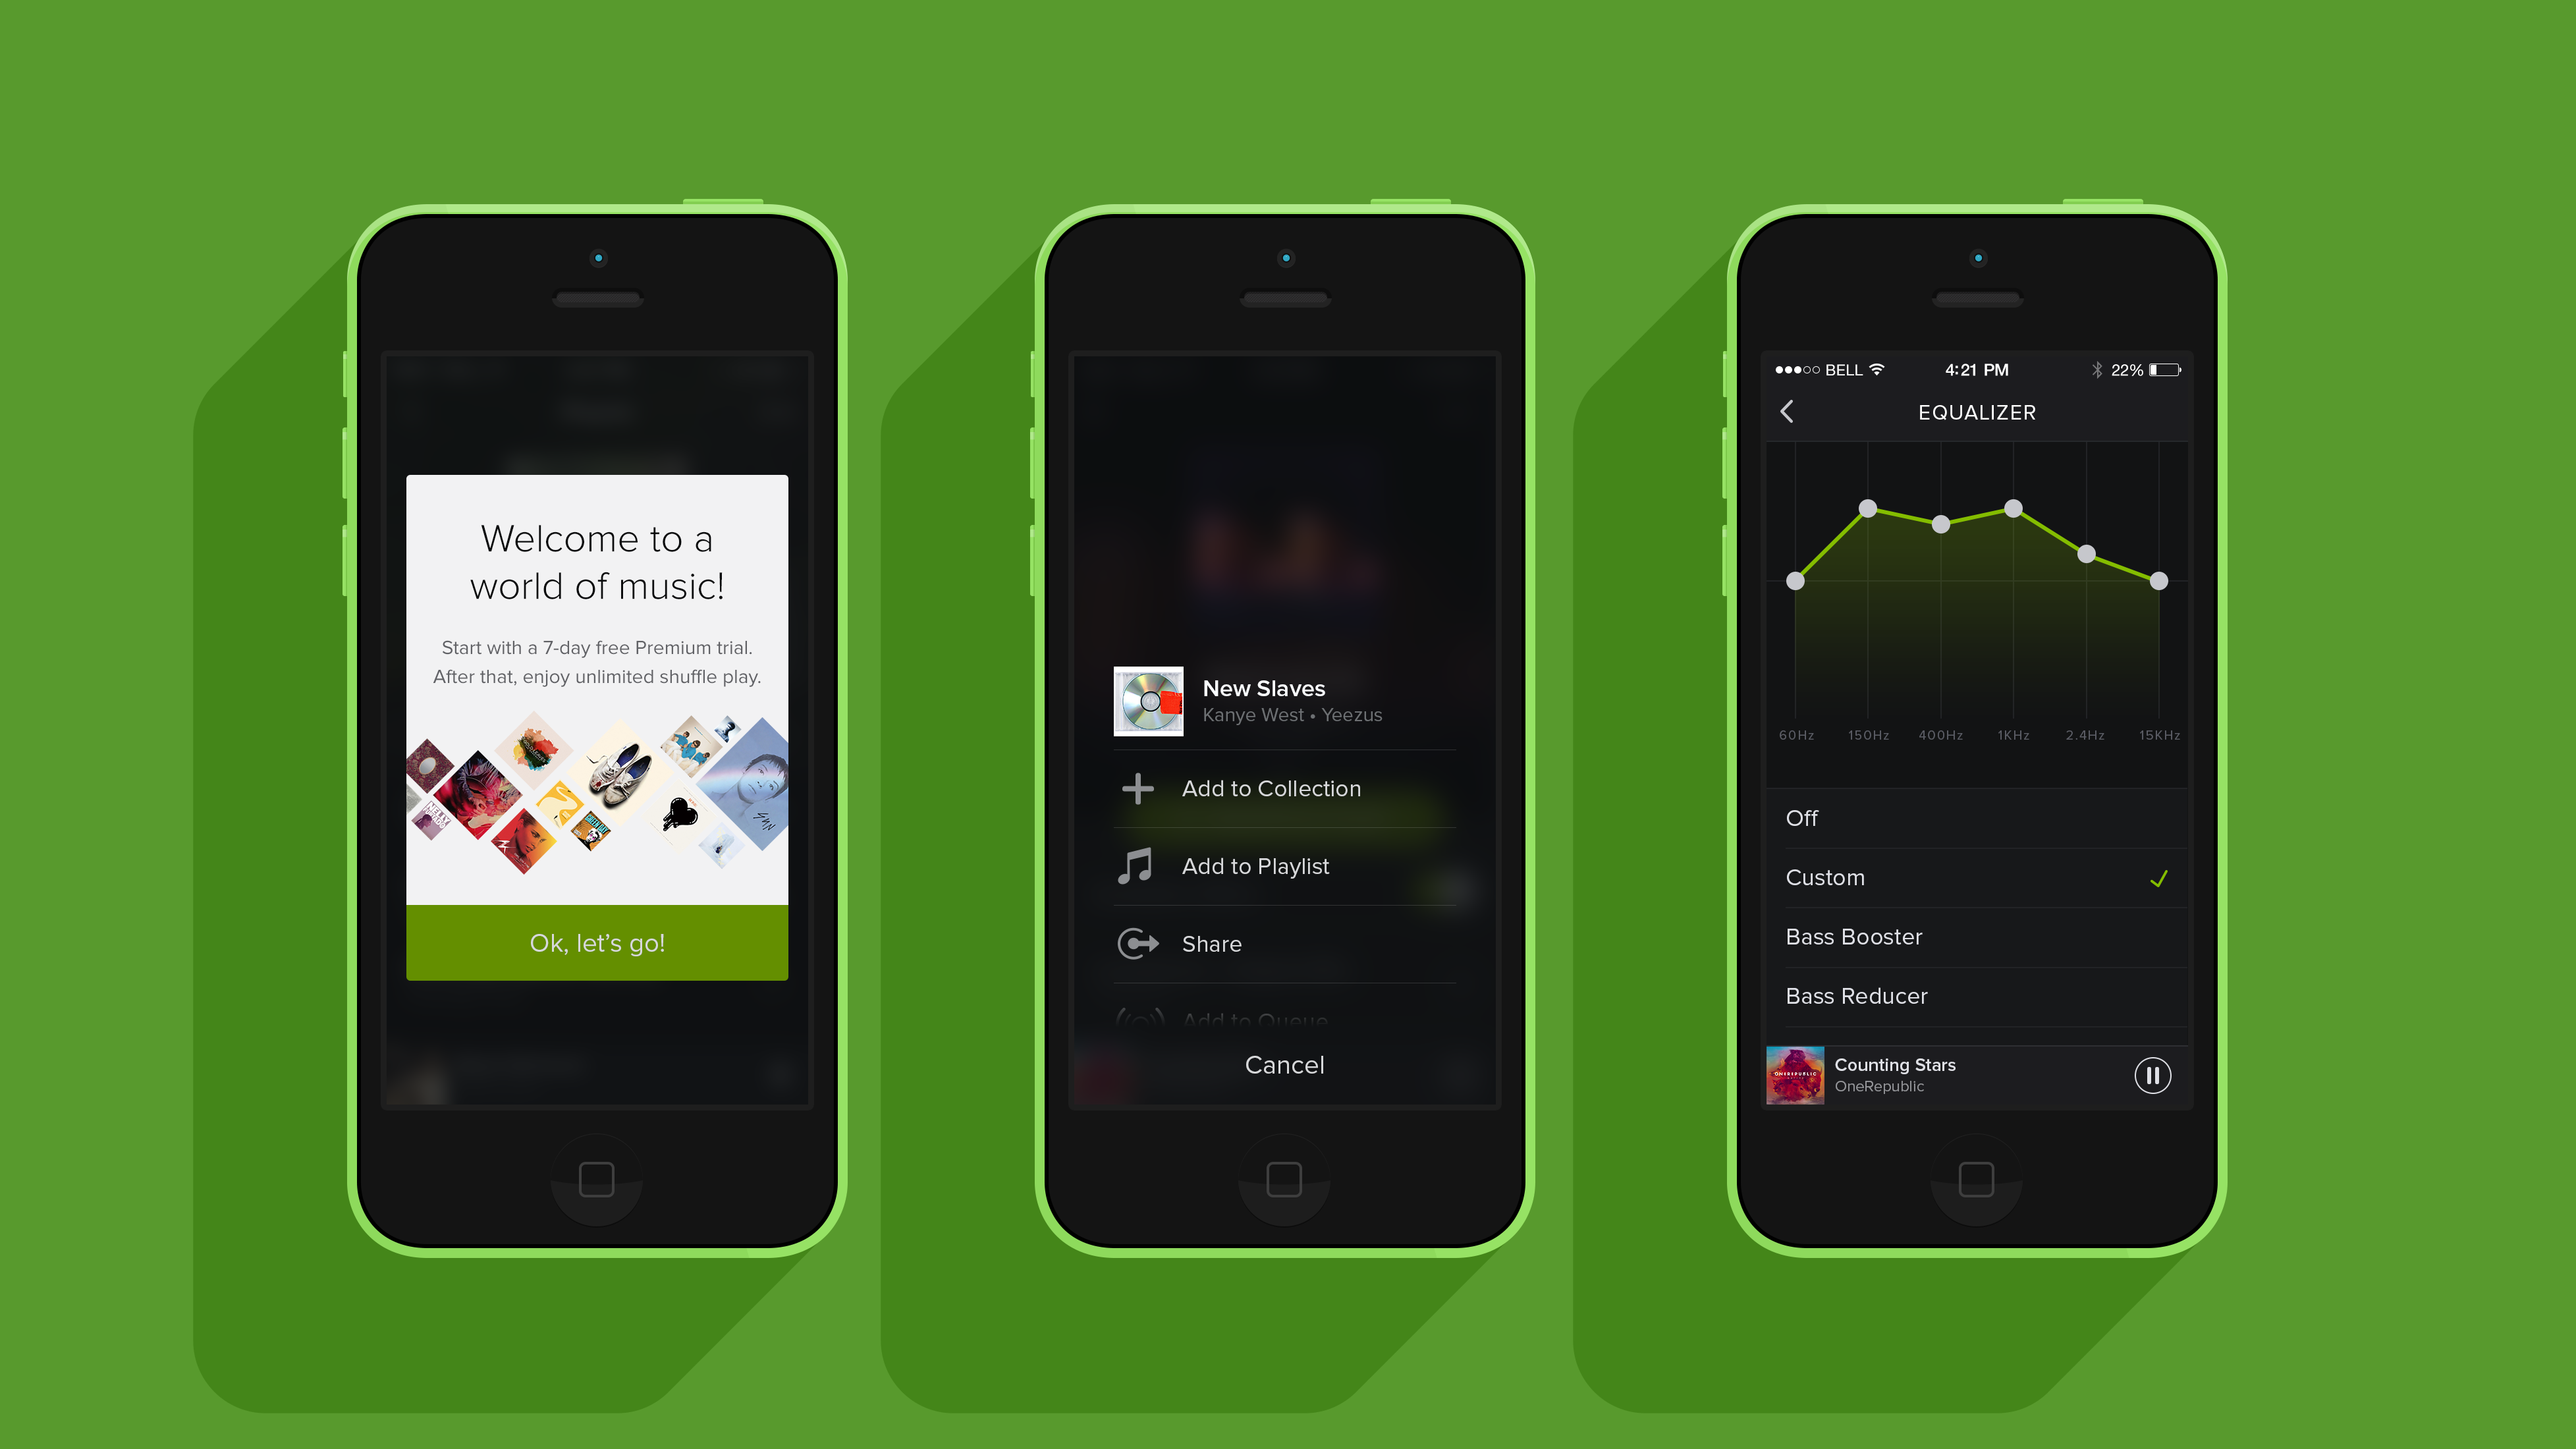 Welcome to a
world of music!
Start with a 7-day free Premium trial.
After that, enjoy unlimited shuffle play.
Ok, let's go!
New Slaves
Kanye West • Yeezus
Add to Collection
Add to Playlist
Share
Add to Queue
Cancel
BELL 4:21 PM 22%
EQUALIZER
60Hz 150Hz 400Hz 1KHz 2.4Hz 15KHz
Off
Custom
Bass Booster
Bass Reducer
Counting Stars
OneRepublic
ONEREPUBLIC